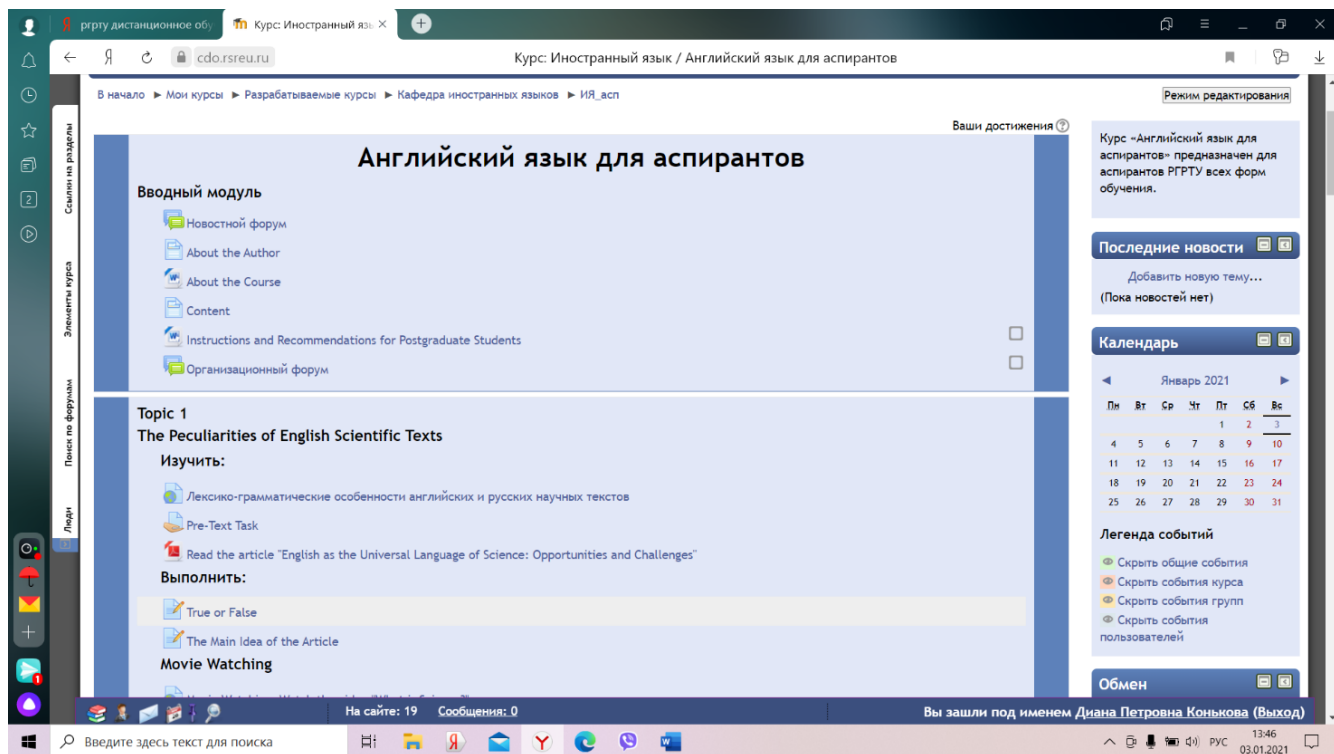 ргрту дистанционное обу
Курс: Иностранный язы
cdo.rsreu.ru
Курс: Иностранный язык / Английский язык для аспирантов
В начало ► Мои курсы ► Разрабатываемые курсы ► Кафедра иностранных языков ► ИЯ_асп
Режим редактирования
Ссылки на разделы
Элементы курса
Поиск по форумам
Люди
Ваши достижения
Английский язык для аспирантов
Вводный модуль
Новостной форум
About the Author
About the Course
Content
Instructions and Recommendations for Postgraduate Students
Организационный форум
Topic 1
The Peculiarities of English Scientific Texts
Изучить:
Лексико-грамматические особенности английских и русских научных текстов
Pre-Text Task
Read the article "English as the Universal Language of Science: Opportunities and Challenges"
Выполнить:
True or False
The Main Idea of the Article
Movie Watching
Курс «Английский язык для
аспирантов» предназначен для
аспирантов РГРТУ всех форм
обучения.
Последние новости
Добавить новую тему...
(Пока новостей нет)
Календарь
◄ Январь 2021 ►
Пн Вт Ср Чт Пт Сб Вс
1 2 3
4 5 6 7 8 9 10
11 12 13 14 15 16 17
18 19 20 21 22 23 24
25 26 27 28 29 30 31
Легенда событий
Скрыть общие события
Скрыть события курса
Скрыть события групп
Скрыть события
пользователей
Обмен
На сайте: 19 Сообщения: 0
Вы зашли под именем Диана Петровна Конькова (Выход)
Введите здесь текст для поиска
РУС
13:46
03.01.2021